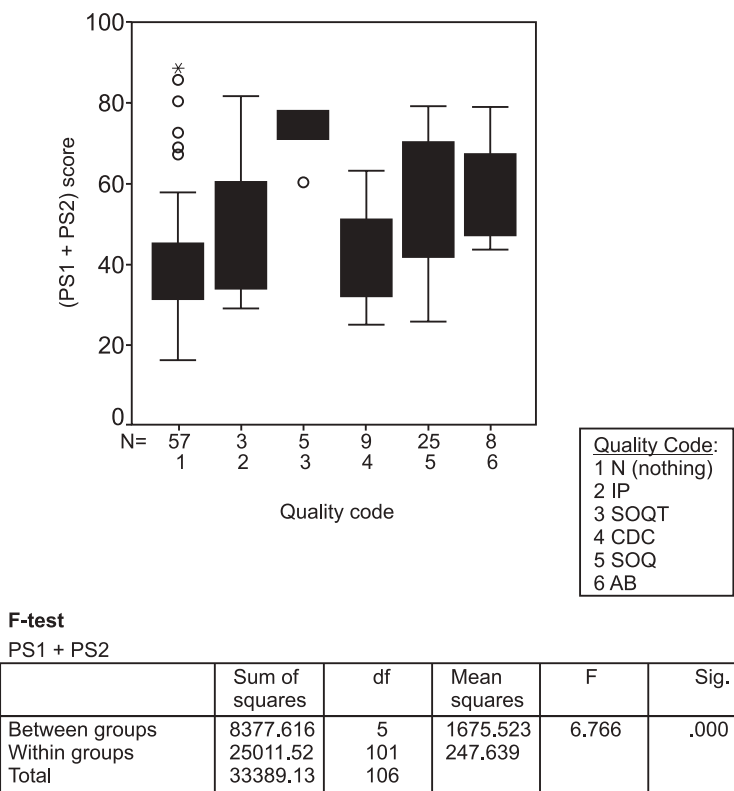 100
80
60
40
20
0
(PS1 + PS2) score
N= 57 3 5 9 25 8
1 2 3 4 5 6
Quality code
Quality Code:
1 N (nothing)
2 IP
3 SOQT
4 CDC
5 SOQ
6 AB
F-test
PS1 + PS2
Sum of squares df Mean squares F Sig.
Between groups 8377.616 5 1675.523 6.766 .000
Within groups 25011.52 101 247.639
Total 33389.13 106